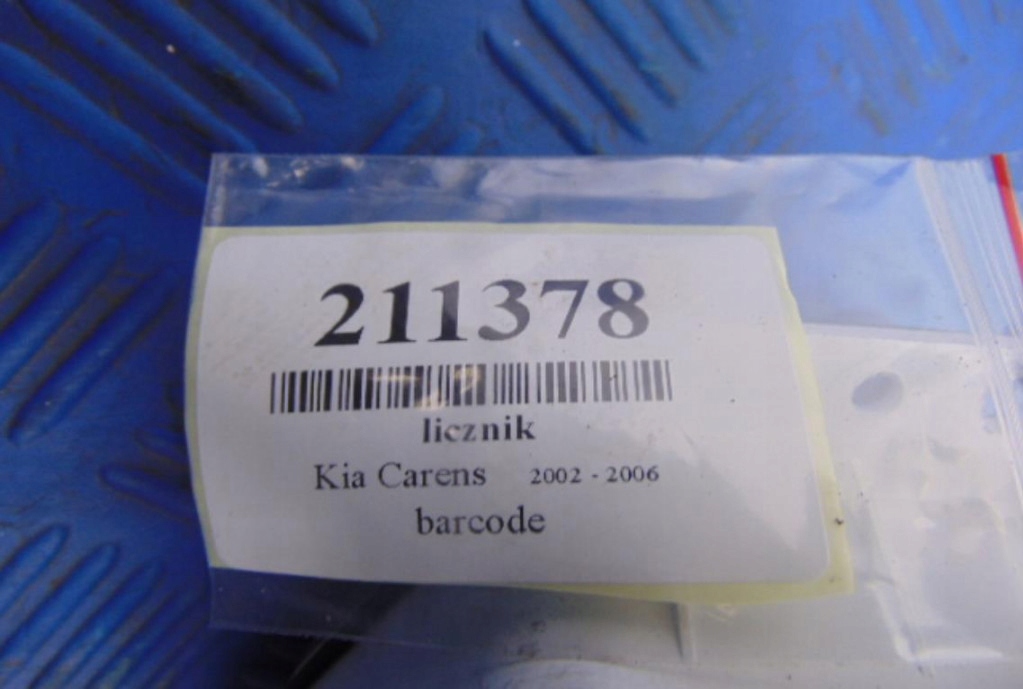 211378
licznik
Kia Carens 2002 - 2006
barcode